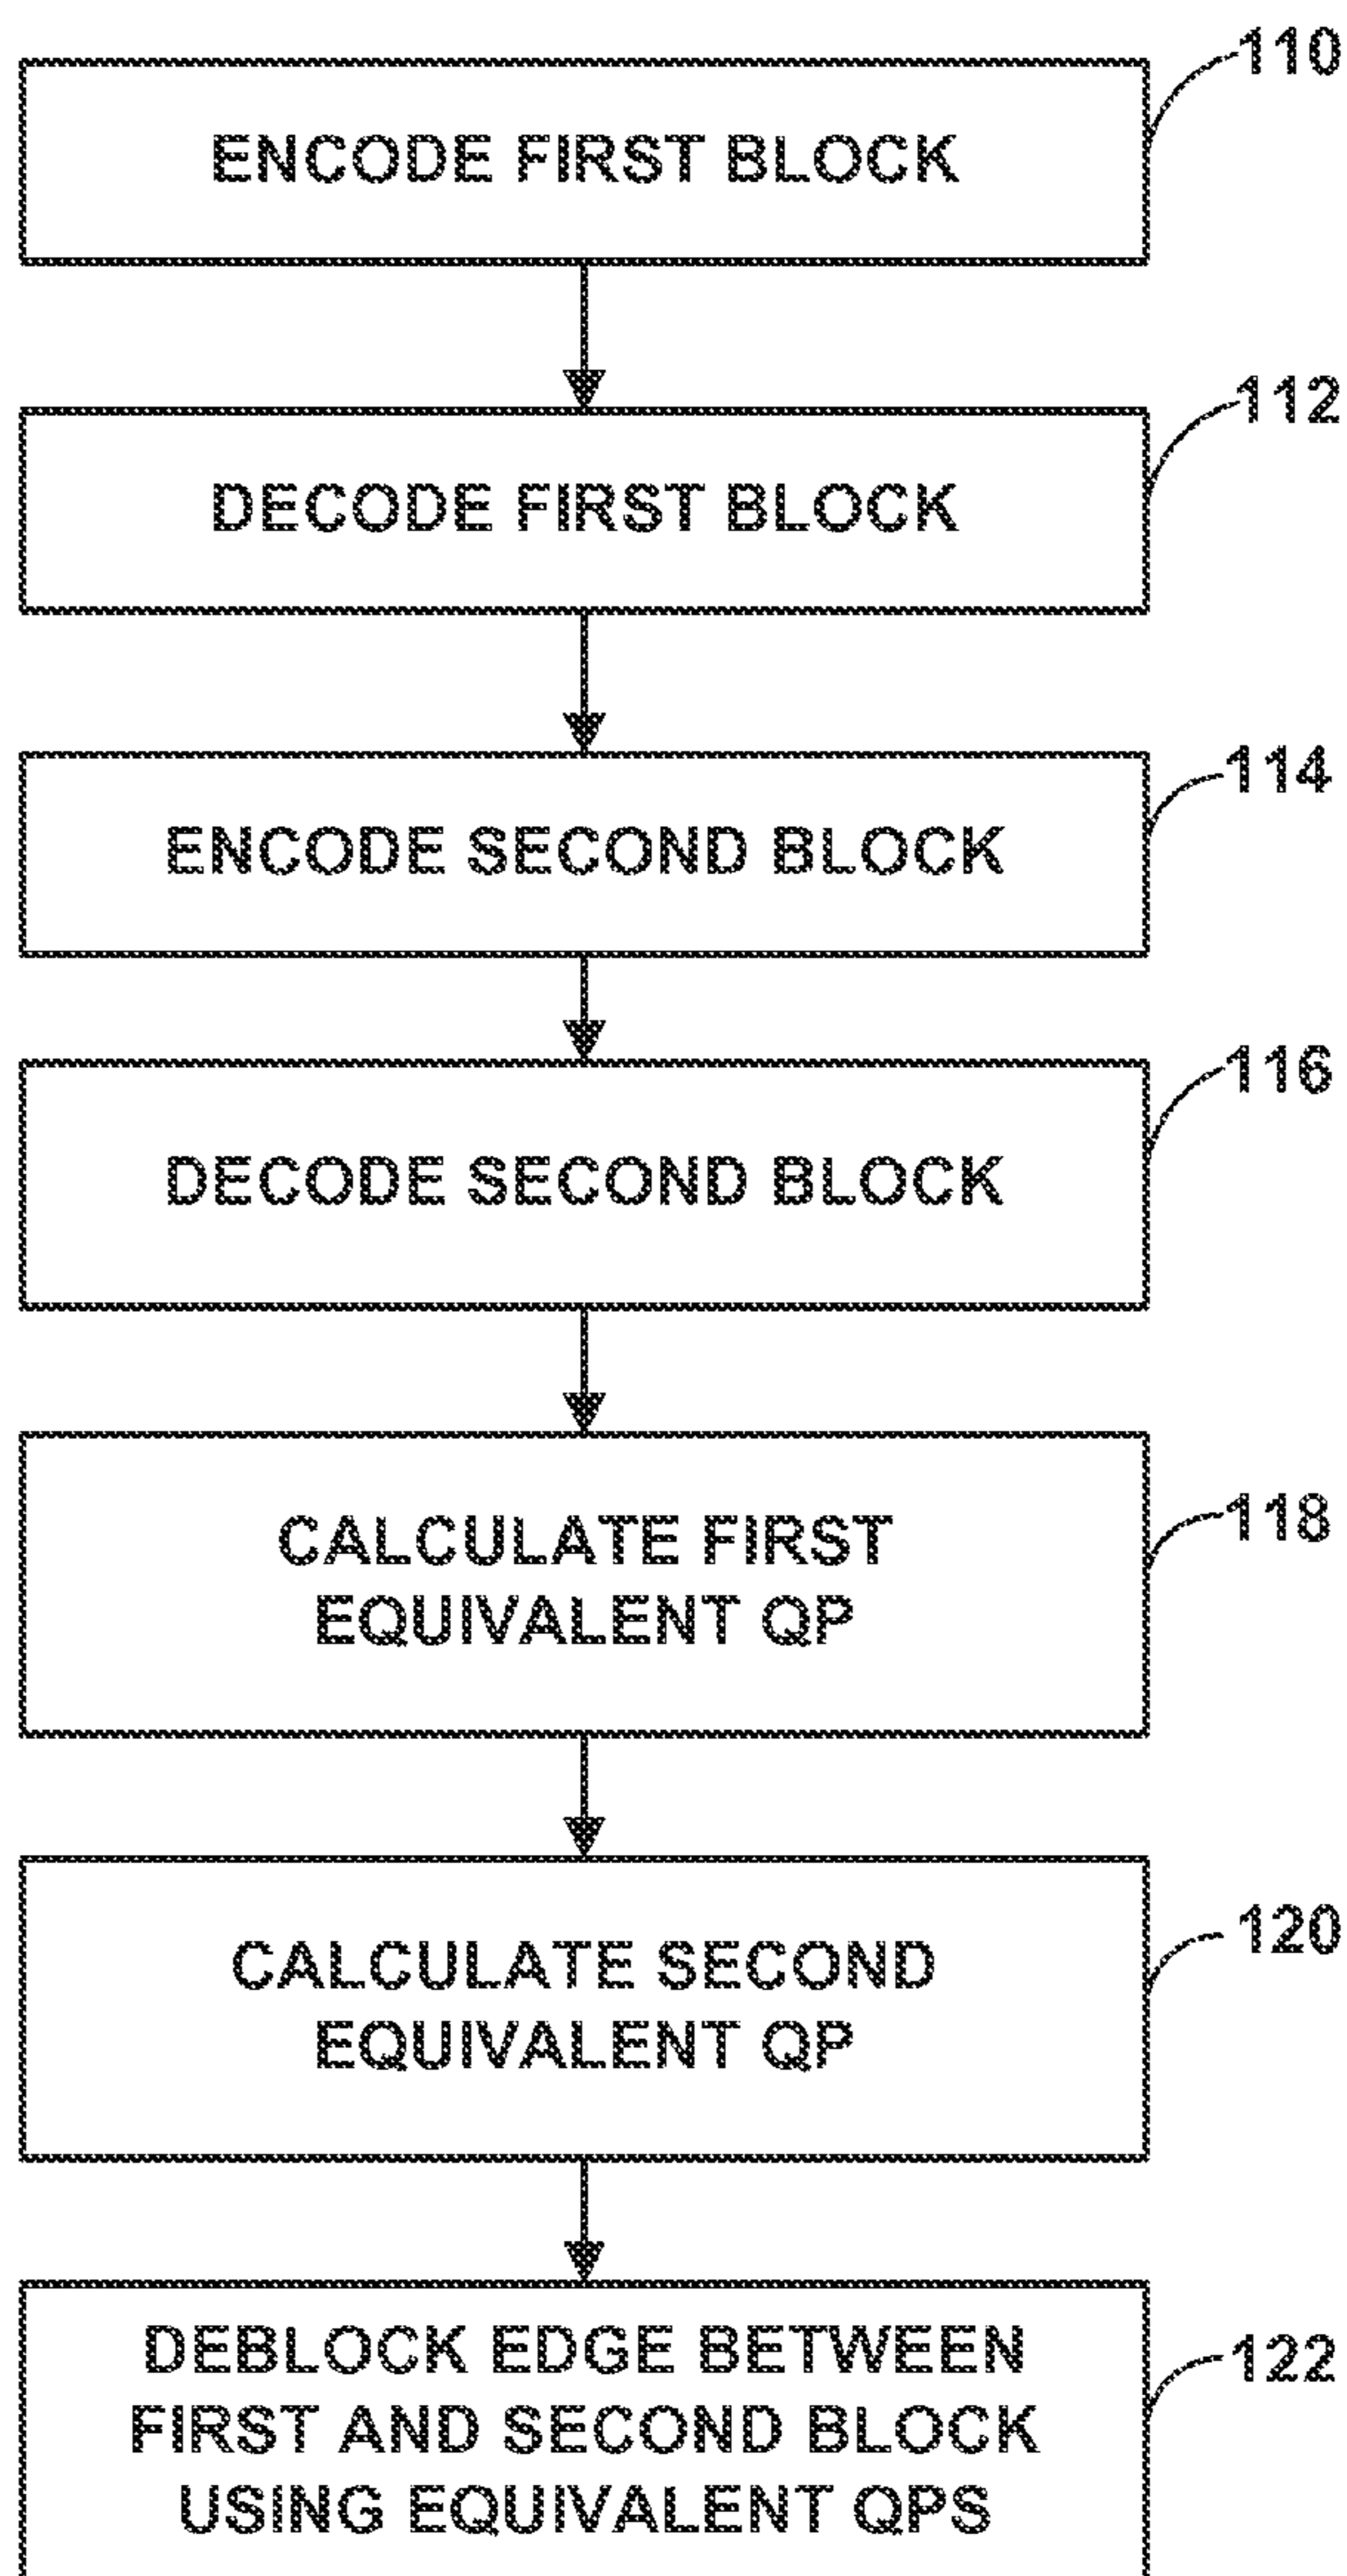 110
ENCODE FIRST BLOCK
112
DECODE FIRST BLOCK
114
ENCODE SECOND BLOCK
116
DECODE SECOND BLOCK
118
CALCULATE FIRST
EQUIVALENT QP
120
CALCULATE SECOND
EQUIVALENT QP
122
DEBLOCK EDGE BETWEEN
FIRST AND SECOND BLOCK
USING EQUIVALENT QPS